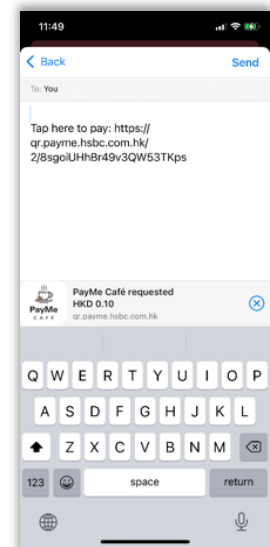 11:49
Back
Send
To: You
Tap here to pay: https://
qr.payme.hsbc.com.hk/
2/8sgoiUHhBr49v3QW53TKps
PayMe
CAFÉ
PayMe Café requested
HKD 0.10
qr.payme.hsbc.com.hk
Q W E R T Y U I O P
A S D F G H J K L
Z X C V B N M
123 space return